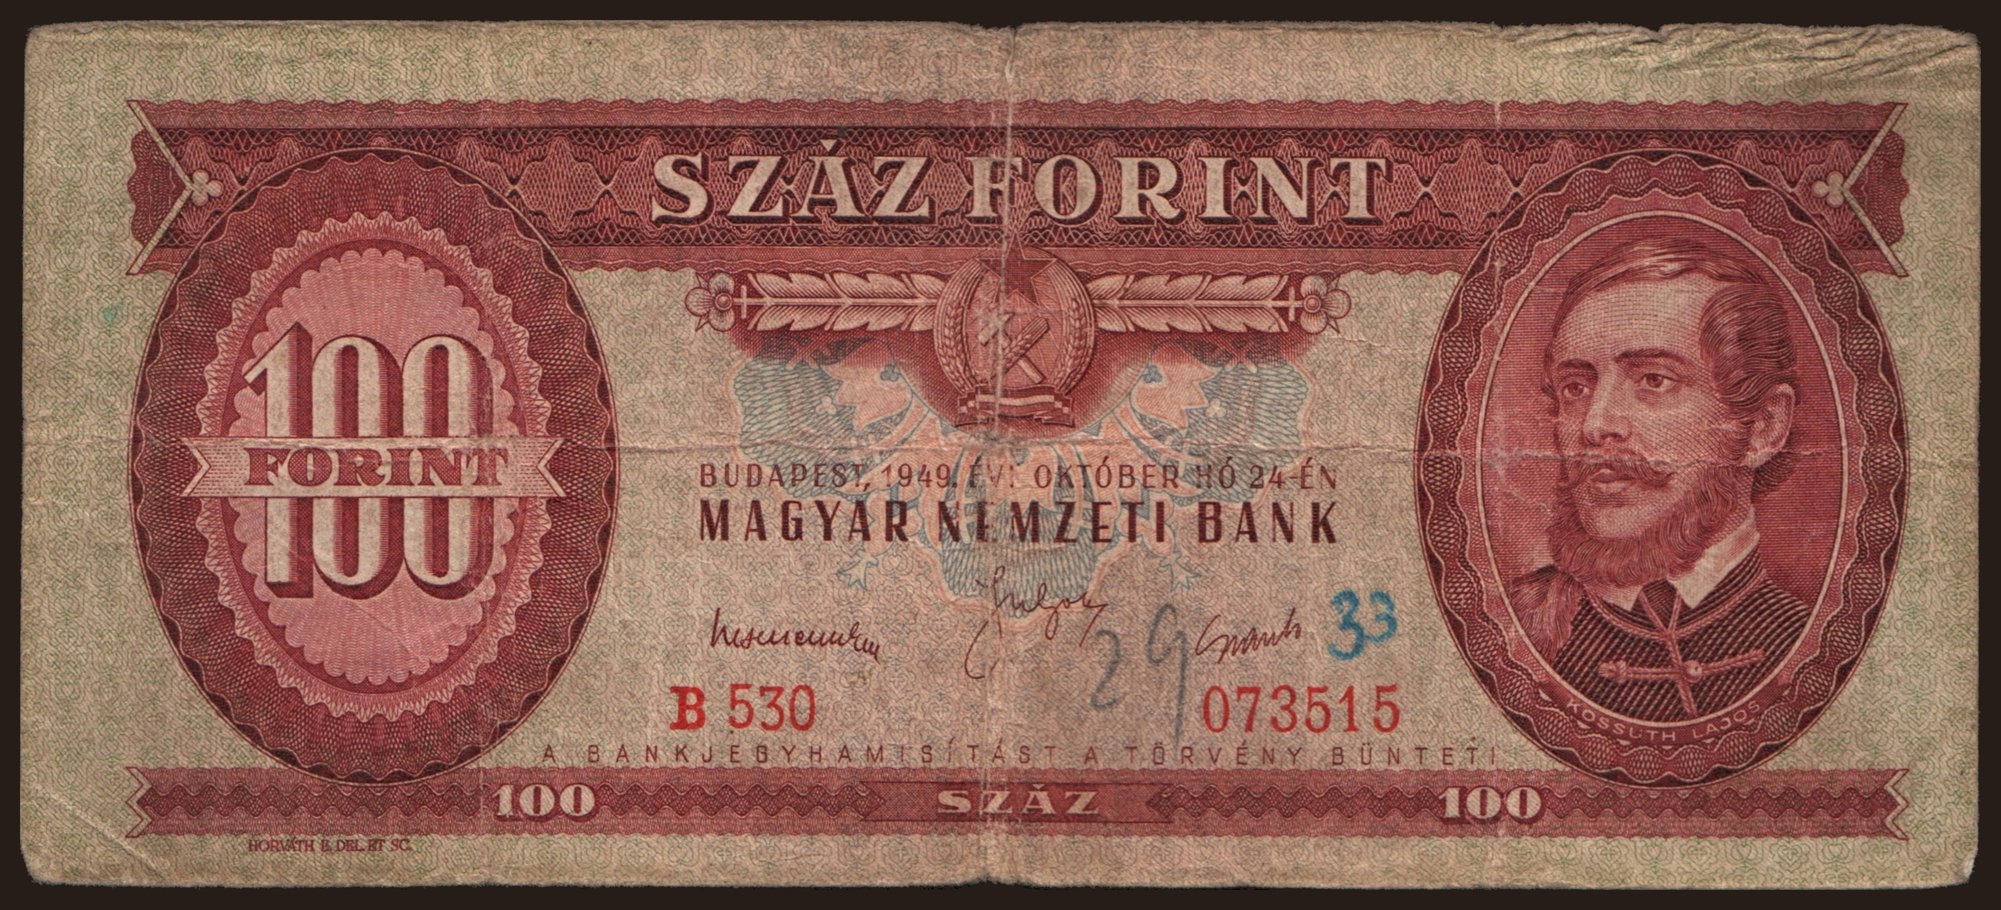 SZÁZ FORINT
100
FORINT
BUDAPEST, 1949. ÉVI OKTÓBER HÓ 24-ÉN
MAGYAR NEMZETI BANK
29
33
B 530
073515
KOSSUTH LAJOS
A BANKJEGYHAMISÍTÁST A TÖRVÉNY BÜNTETI
100
SZÁZ
100
HORVÁTH E. DEL. ET SC.